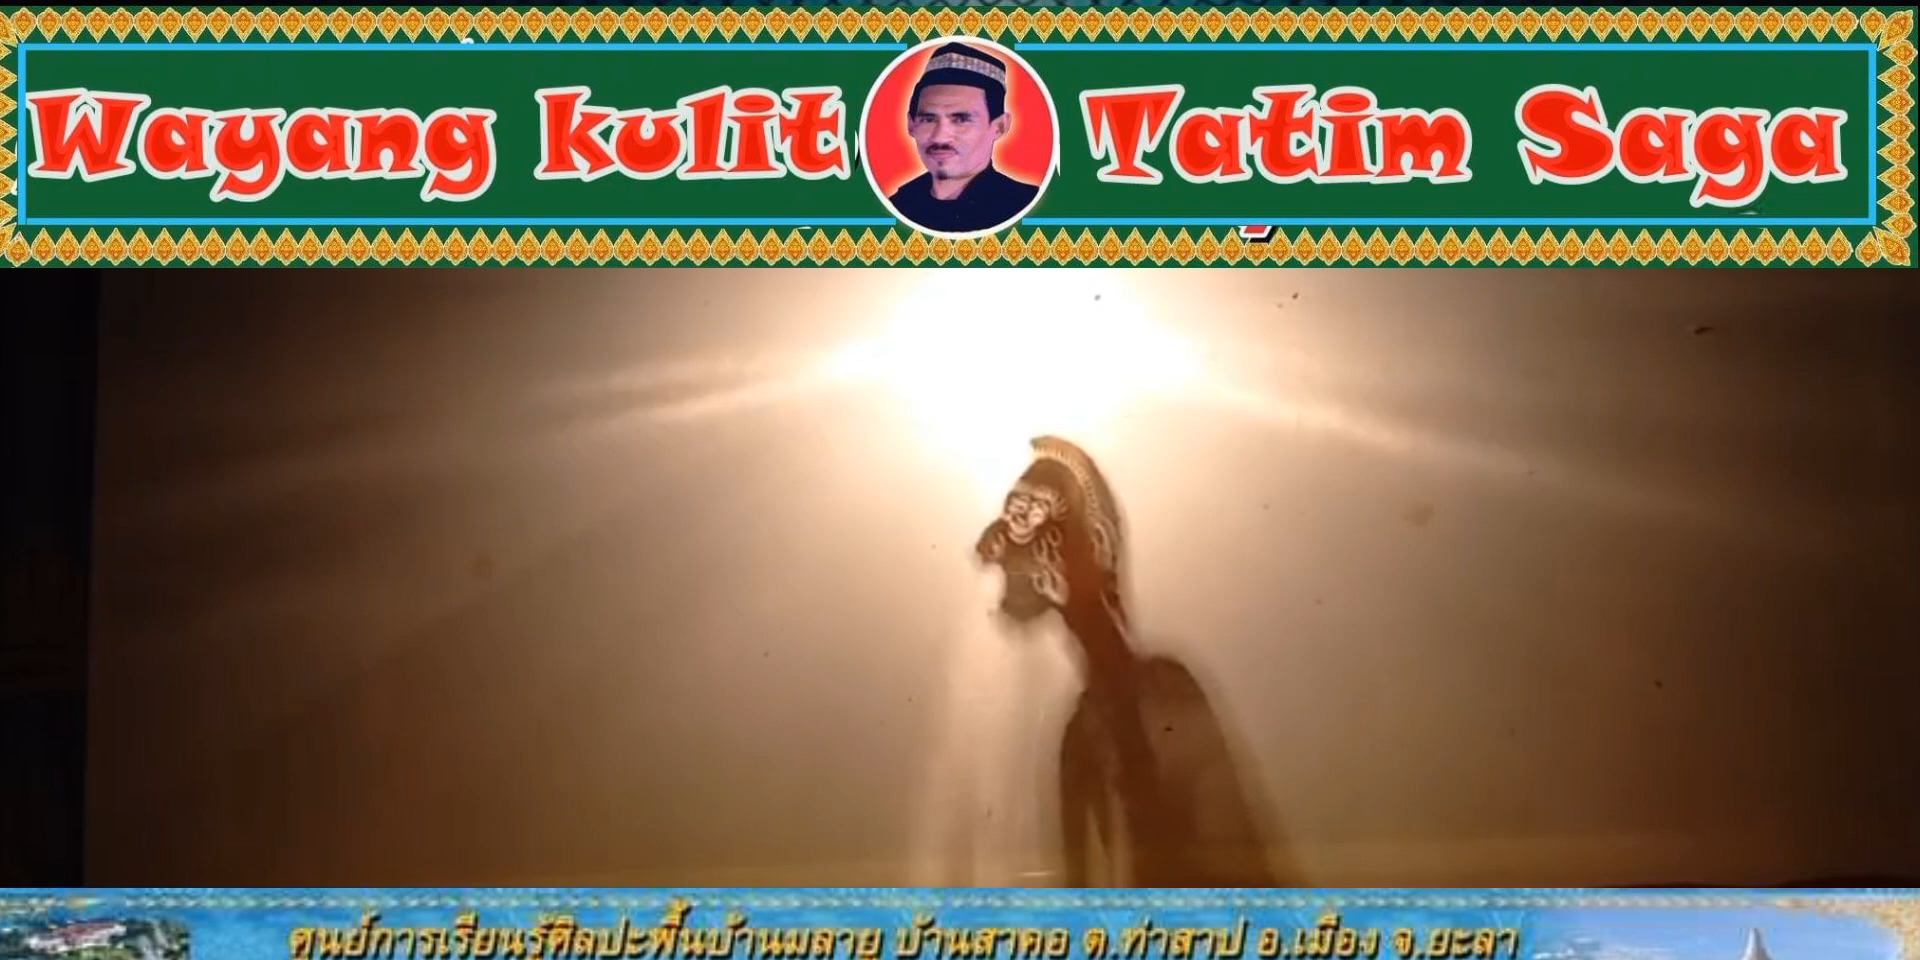 Wayang kulit Tatim Saga
ศูนย์การเรียนรู้ศิลปะพื้นบ้านมลายู บ้านสาคอ ต.ท่าสาป อ.เมือง จ.ยะลา